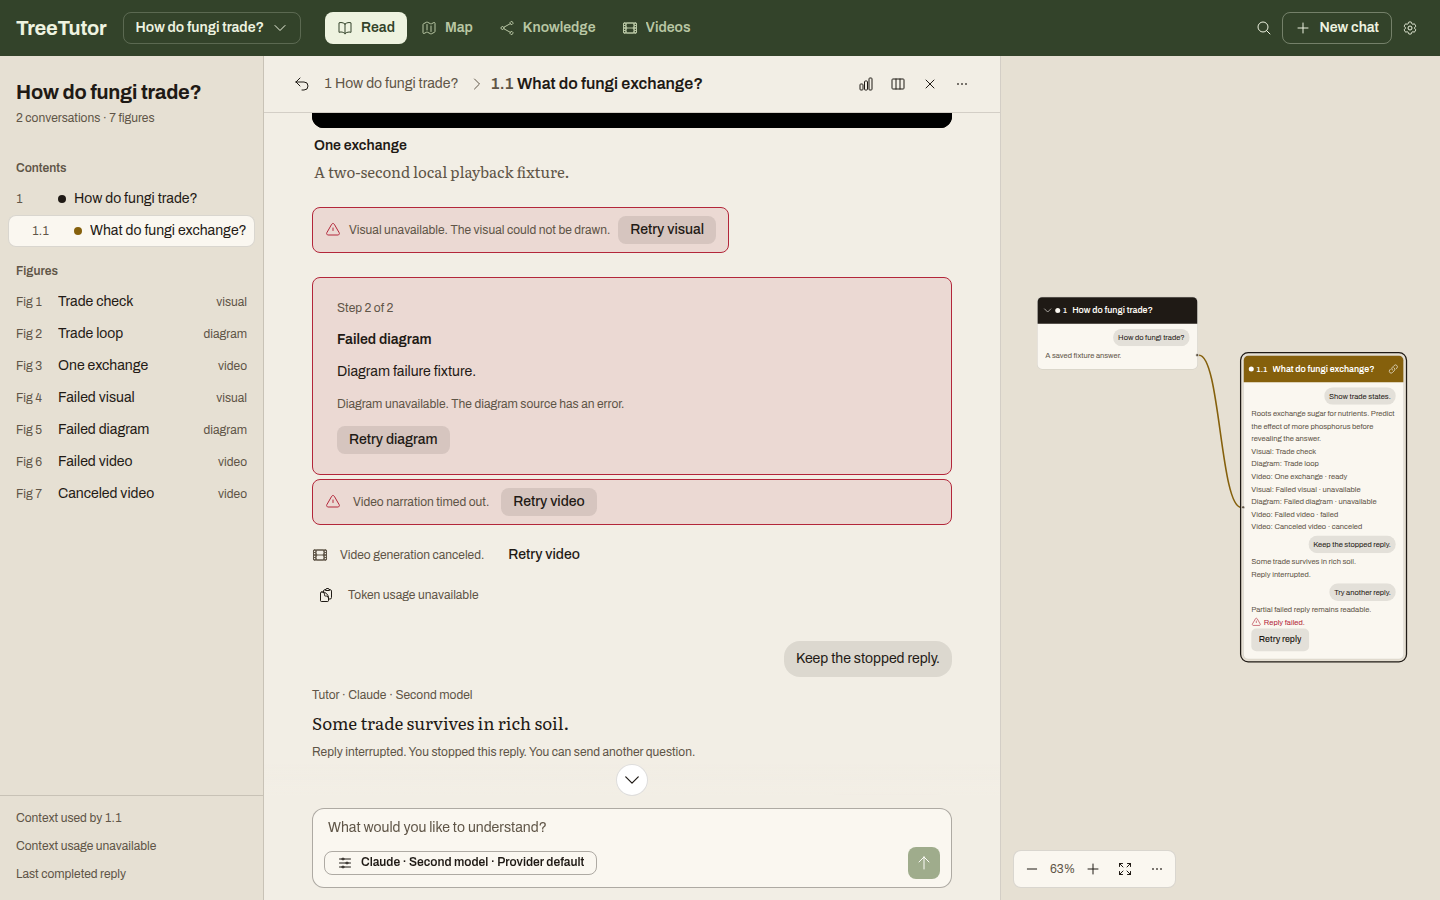 TreeTutor
How do fungi trade?
Read
Map
Knowledge
Videos
New chat
How do fungi trade?
2 conversations · 7 figures
Contents
1 How do fungi trade?
1.1 What do fungi exchange?
Figures
Fig 1 Trade check visual
Fig 2 Trade loop diagram
Fig 3 One exchange video
Fig 4 Failed visual visual
Fig 5 Failed diagram diagram
Fig 6 Failed video video
Fig 7 Canceled video video
Context used by 1.1
Context usage unavailable
Last completed reply
1 How do fungi trade?
1.1 What do fungi exchange?
One exchange
A two-second local playback fixture.
Visual unavailable. The visual could not be drawn. Retry visual
Step 2 of 2
Failed diagram
Diagram failure fixture.
Diagram unavailable. The diagram source has an error.
Retry diagram
Video narration timed out. Retry video
Video generation canceled. Retry video
Token usage unavailable
Keep the stopped reply.
Tutor · Claude · Second model
Some trade survives in rich soil.
Reply interrupted. You stopped this reply. You can send another question.
What would you like to understand?
Claude · Second model · Provider default
1 How do fungi trade?
How do fungi trade?
A saved fixture answer.
1.1 What do fungi exchange?
Show trade states.
Roots exchange sugar for nutrients. Predict
the effect of more phosphorus before
revealing the answer.
Visual: Trade check
Diagram: Trade loop
Video: One exchange · ready
Visual: Failed visual · unavailable
Diagram: Failed diagram · unavailable
Video: Failed video · failed
Video: Canceled video · canceled
Keep the stopped reply.
Some trade survives in rich soil.
Reply interrupted.
Try another reply.
Partial failed reply remains readable.
Reply failed.
Retry reply
63%